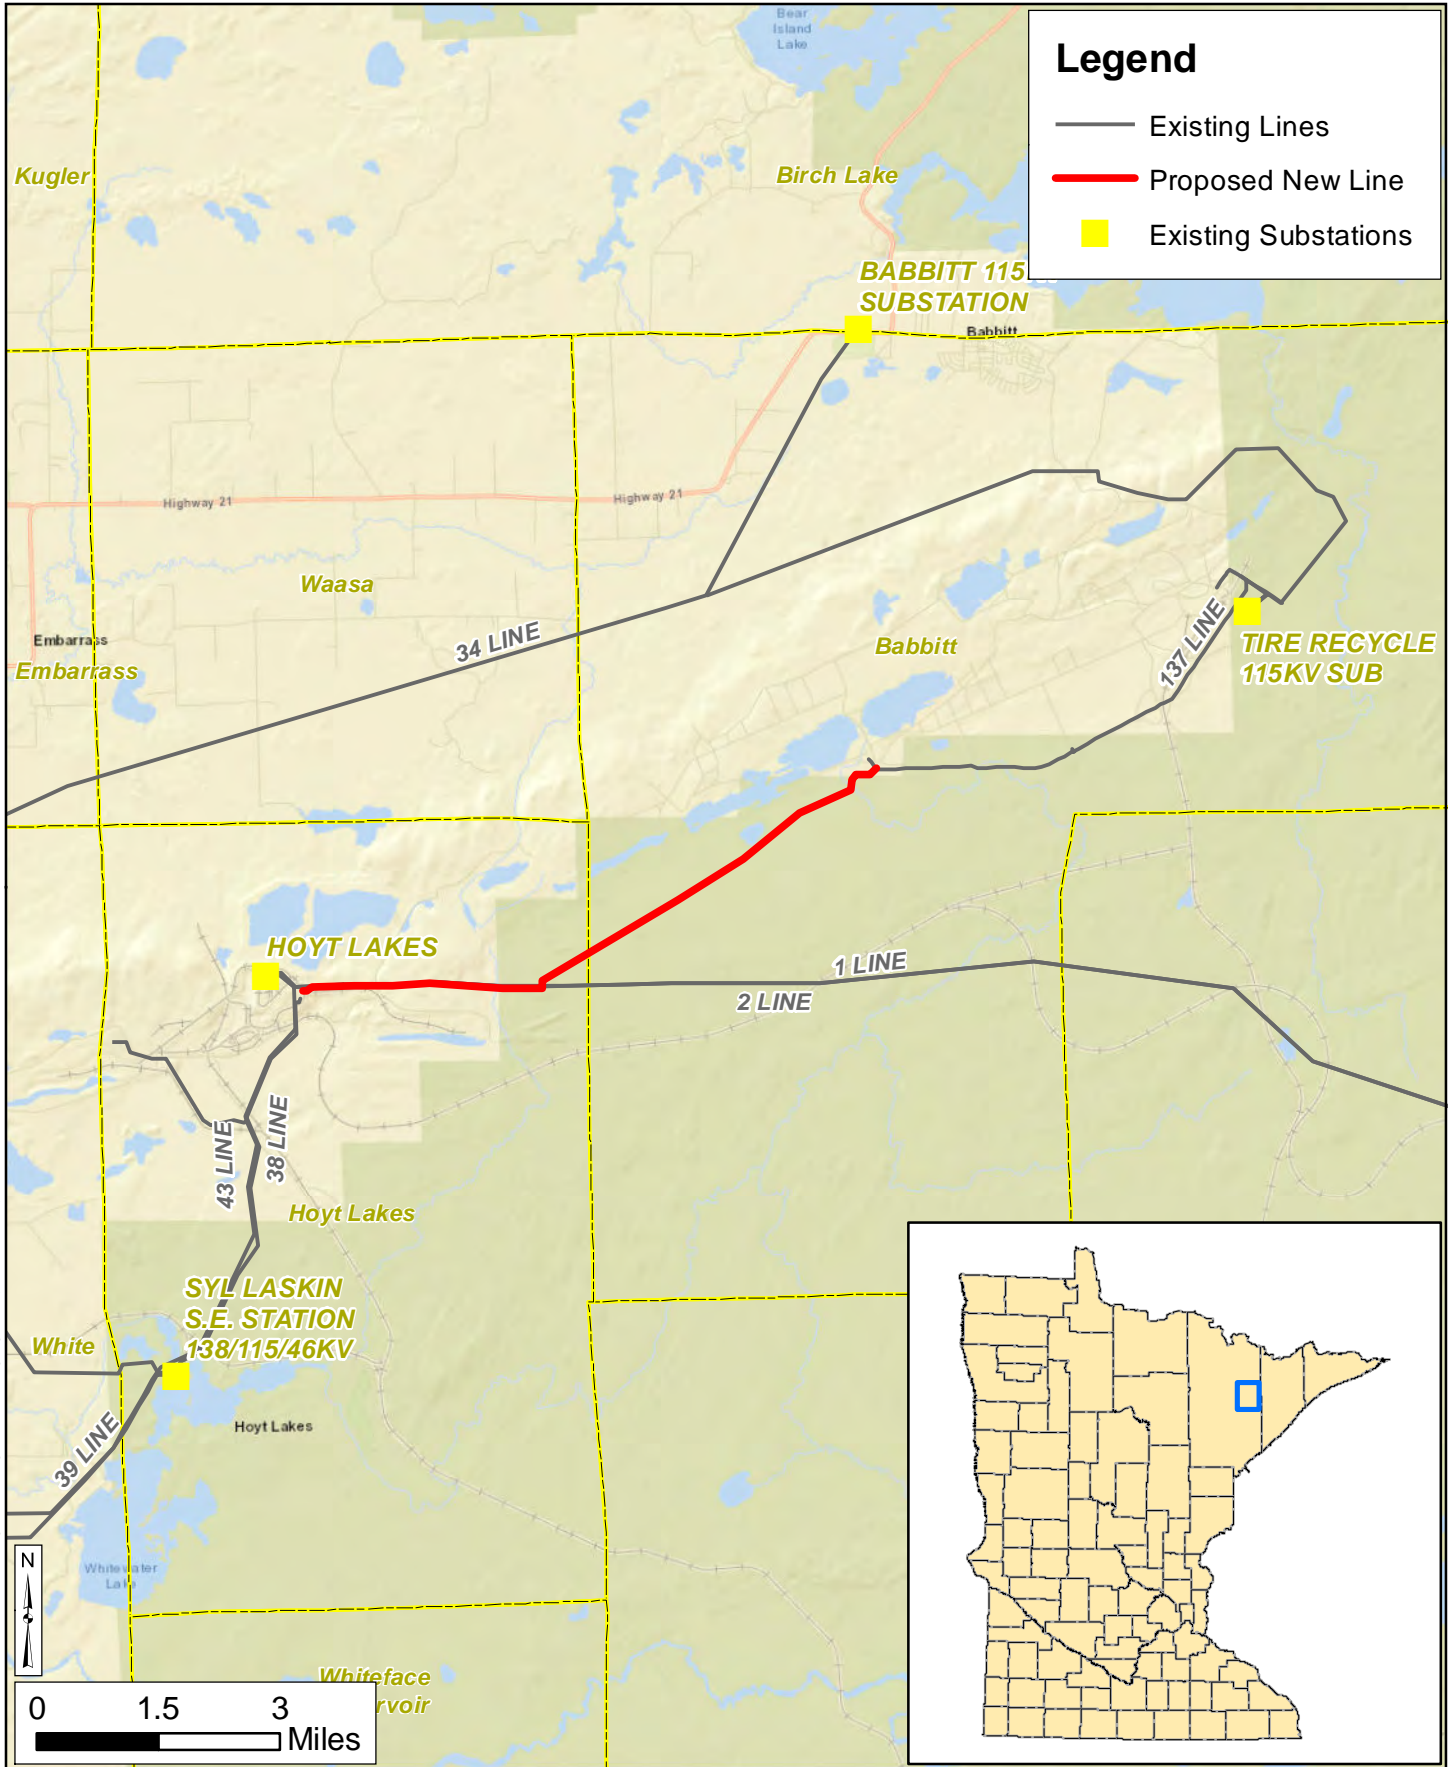 Bear
Island
Lake
Legend
Existing Lines
Proposed New Line
Existing Substations
Kugler
Birch Lake
BABBITT 115
SUBSTATION
Babbitt
Highway 21
Highway 21
Waasa
34 LINE
Embarrass
Embarrass
Babbitt
137 LINE
TIRE RECYCLE
115KV SUB
HOYT LAKES
1 LINE
2 LINE
43 LINE
38 LINE
Hoyt Lakes
SYL LASKIN
S.E. STATION
138/115/46KV
White
Hoyt Lakes
39 LINE
Whitewater
Lake
N
Whiteface
rvoir
0 1.5 3
Miles